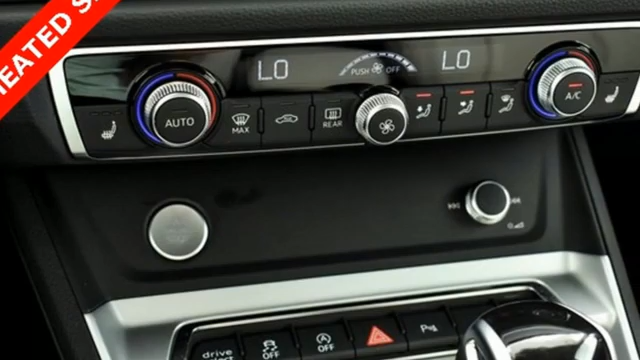 HEATED S
LO
PUSH OFF
LO
AUTO
MAX
REAR
A/C
drive
OFF
OFF